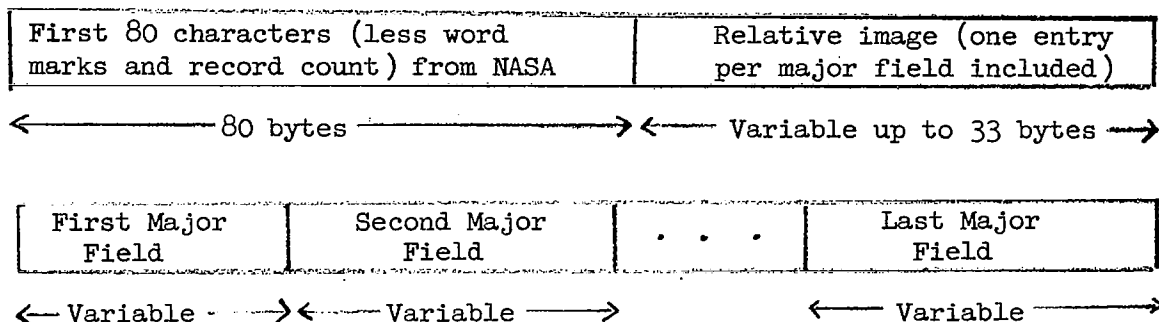 First 80 characters (less word
marks and record count) from NASA
Relative image (one entry
per major field included)
80 bytes
Variable up to 33 bytes
First Major
Field
Second Major
Field
. . .
Last Major
Field
Variable
Variable
Variable